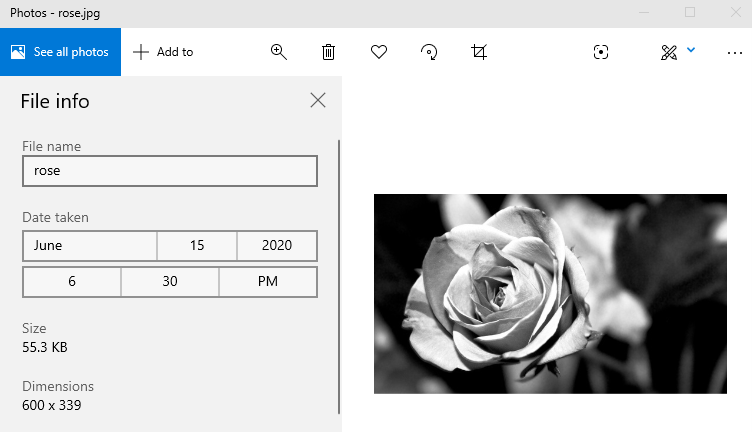 Photos - rose.jpg
See all photos
Add to
File info
File name
rose
Date taken
June 15 2020
6 30 PM
Size
55.3 KB
Dimensions
600 x 339